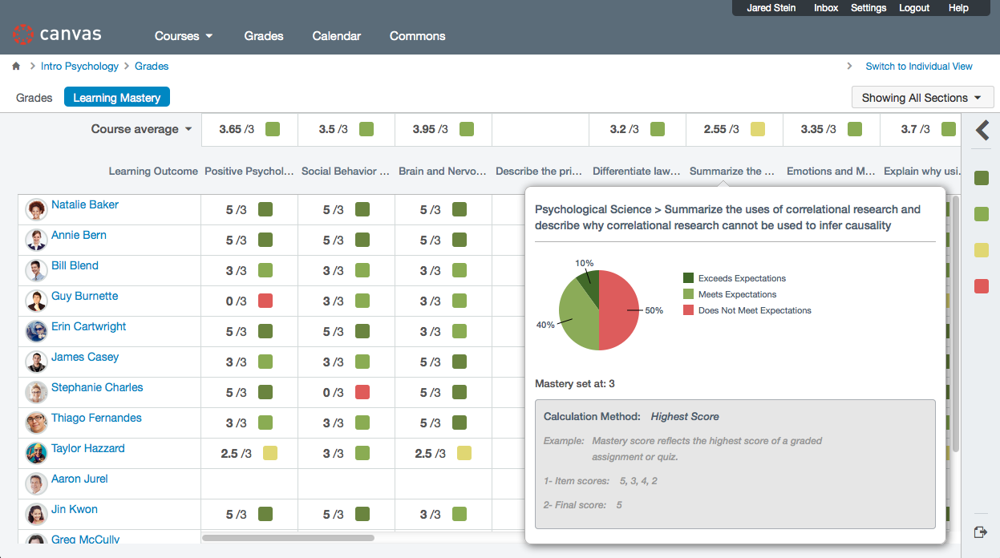 Jared Stein Inbox Settings Logout Help
canvas Courses Grades Calendar Commons
Intro Psychology Grades Switch to Individual View
Grades Learning Mastery Showing All Sections
Course average 3.65 /3 3.5 /3 3.95 /3 3.2 /3 2.55 /3 3.35 /3 3.7 /3
Learning Outcome Positive Psychol... Social Behavior ... Brain and Nervo... Describe the pri... Differentiate law... Summarize the ... Emotions and M... Explain why usi...
Natalie Baker 5 /3 5 /3 5 /3
Annie Bern 5 /3 5 /3 5 /3
Bill Blend 3 /3 3 /3 3 /3
Guy Burnette 0 /3 3 /3 3 /3
Erin Cartwright 5 /3 5 /3 3 /3
James Casey 3 /3 3 /3 5 /3
Stephanie Charles 5 /3 0 /3 5 /3
Thiago Fernandes 3 /3 3 /3 5 /3
Taylor Hazzard 2.5 /3 3 /3 2.5 /3
Aaron Jurel
Jin Kwon 5 /3 5 /3 3 /3
Greg McCully
Psychological Science > Summarize the uses of correlational research and
describe why correlational research cannot be used to infer causality
10%
50%
40%
Exceeds Expectations
Meets Expectations
Does Not Meet Expectations
Mastery set at: 3
Calculation Method: Highest Score
Example: Mastery score reflects the highest score of a graded
assignment or quiz.
1- Item scores: 5, 3, 4, 2
2- Final score: 5